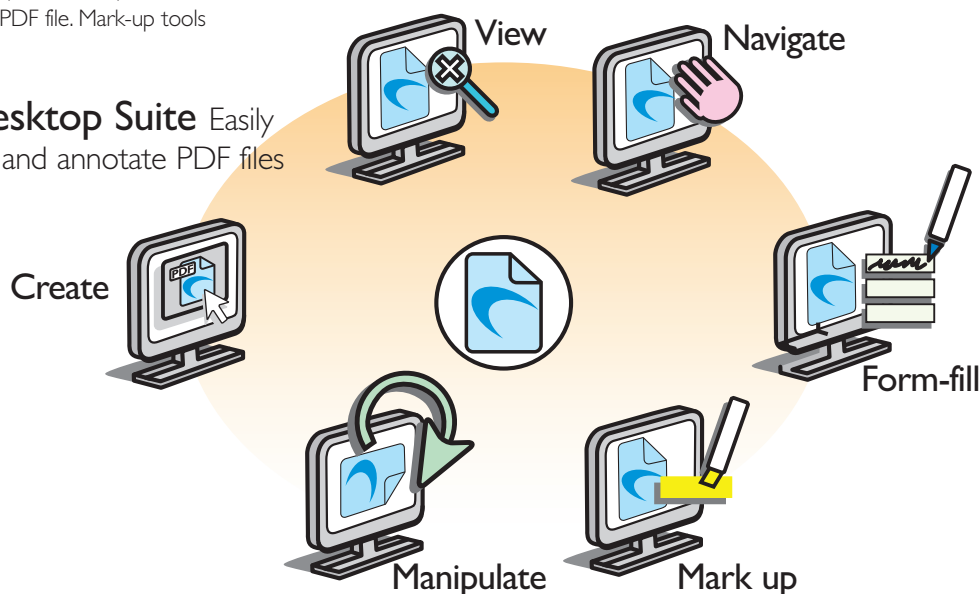 PDF file. Mark-up tools
View
Navigate
Desktop Suite Easily
and annotate PDF files
PDF
Create
Form-fill
Manipulate
Mark up